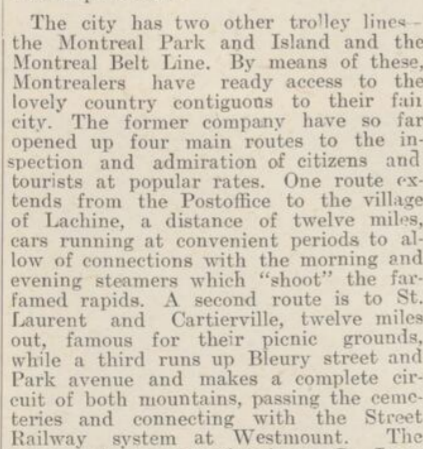 The city has two other trolley lines—
the Montreal Park and Island and the
Montreal Belt Line. By means of these,
Montrealers have ready access to the
lovely country contiguous to their fair
city. The former company have so far
opened up four main routes to the in-
spection and admiration of citizens and
tourists at popular rates. One route ex-
tends from the Postoffice to the village
of Lachine, a distance of twelve miles,
cars running at convenient periods to al-
low of connections with the morning and
evening steamers which "shoot" the far-
famed rapids. A second route is to St.
Laurent and Cartierville, twelve miles
out, famous for their picnic grounds,
while a third runs up Bleury street and
Park avenue and makes a complete cir-
cuit of both mountains, passing the ceme-
teries and connecting with the Street
Railway system at Westmount. The